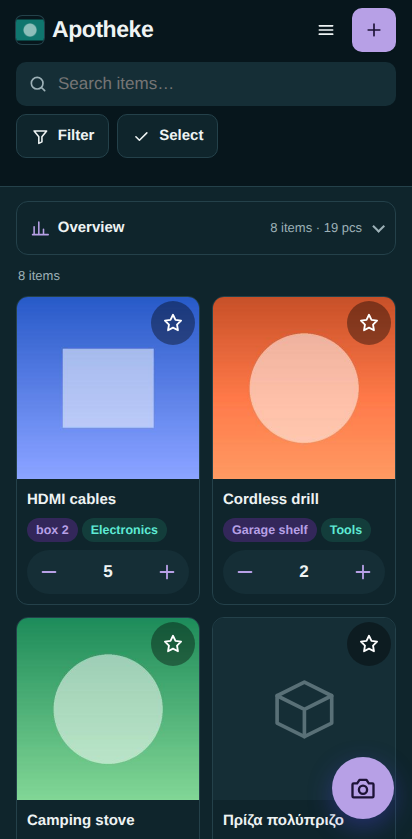 Apotheke
Search items…
Filter
Select
Overview
8 items · 19 pcs
8 items
HDMI cables
box 2
Electronics
5
Cordless drill
Garage shelf
Tools
2
Camping stove
Πρίζα πολύπριζο